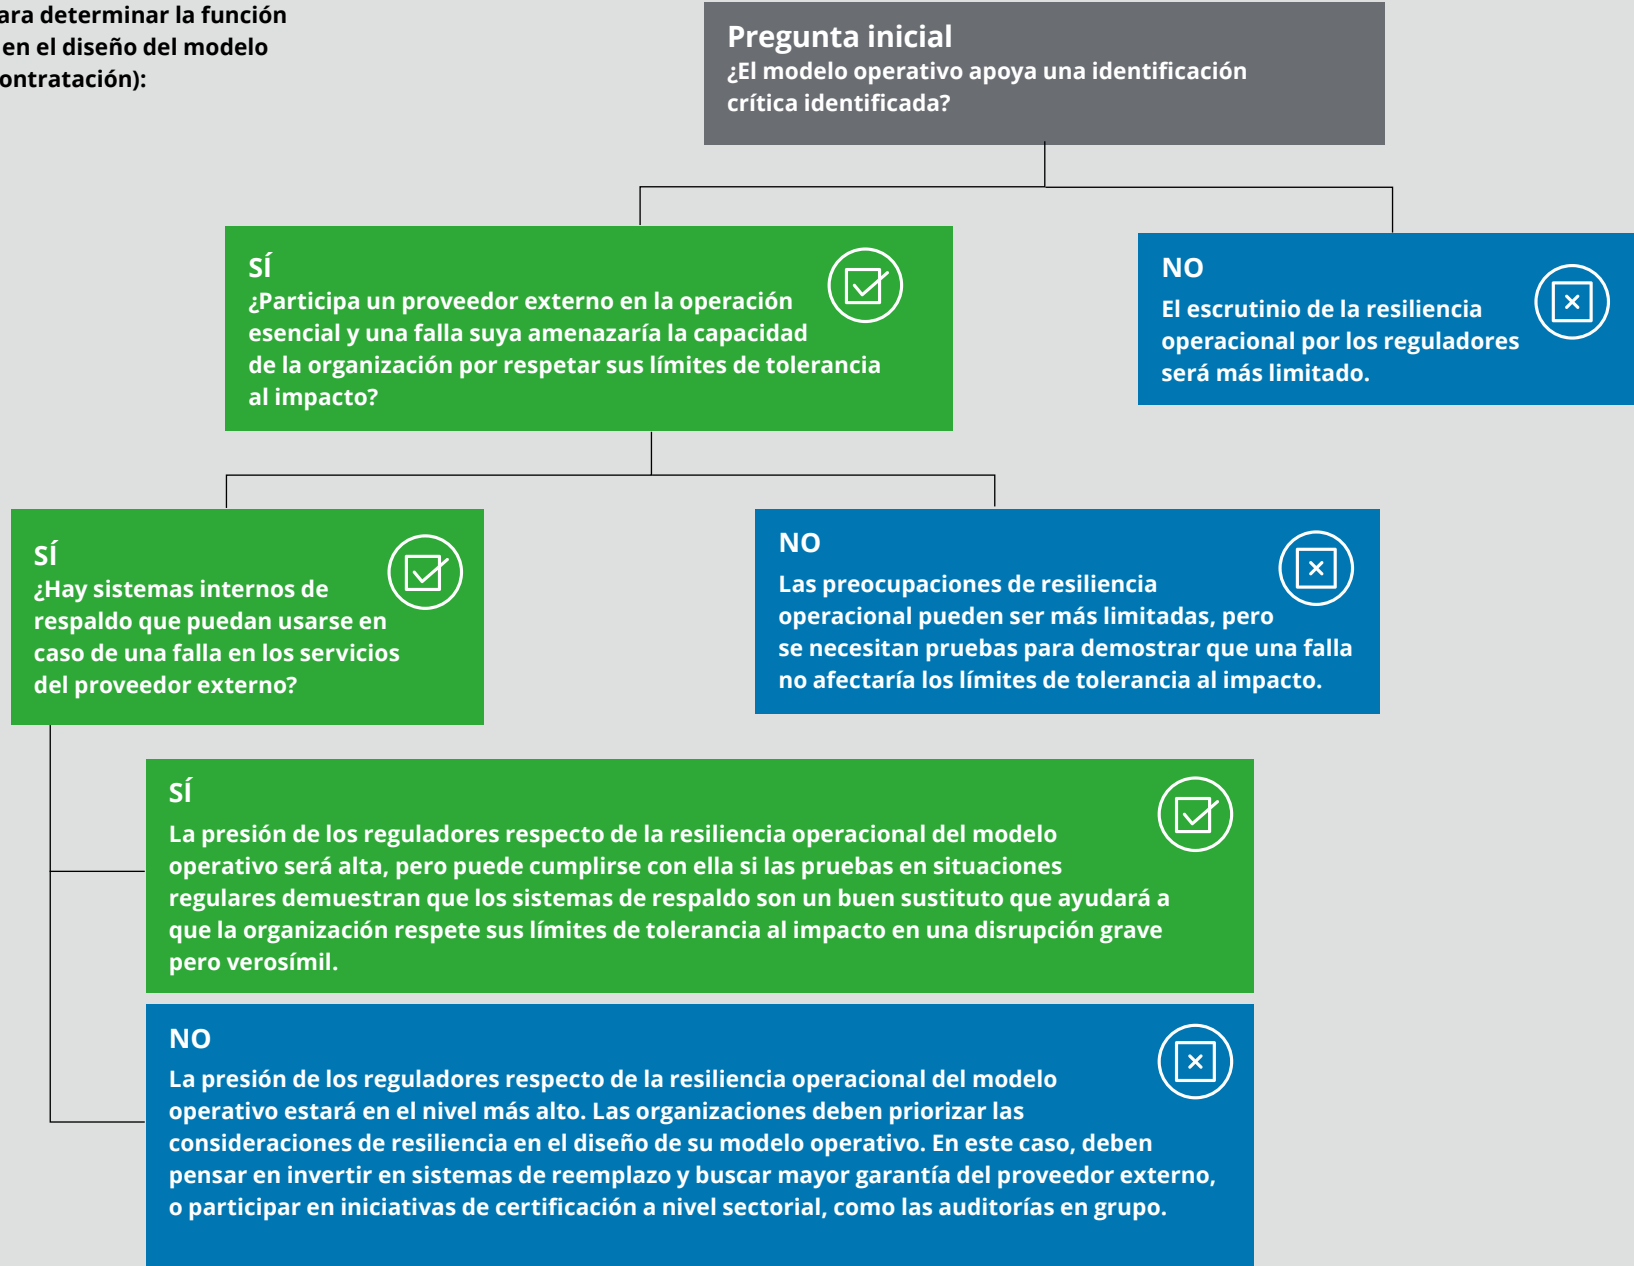 ara determinar la función
en el diseño del modelo
ontratación):
Pregunta inicial
¿El modelo operativo apoya una identificación
crítica identificada?
SÍ
¿Participa un proveedor externo en la operación
esencial y una falla suya amenazaría la capacidad
de la organización por respetar sus límites de tolerancia
al impacto?
NO
El escrutinio de la resiliencia
operacional por los reguladores
será más limitado.
SÍ
¿Hay sistemas internos de
respaldo que puedan usarse en
caso de una falla en los servicios
del proveedor externo?
NO
Las preocupaciones de resiliencia
operacional pueden ser más limitadas, pero
se necesitan pruebas para demostrar que una falla
no afectaría los límites de tolerancia al impacto.
SÍ
La presión de los reguladores respecto de la resiliencia operacional del modelo
operativo será alta, pero puede cumplirse con ella si las pruebas en situaciones
regulares demuestran que los sistemas de respaldo son un buen sustituto que ayudará a
que la organización respete sus límites de tolerancia al impacto en una disrupción grave
pero verosímil.
NO
La presión de los reguladores respecto de la resiliencia operacional del modelo
operativo estará en el nivel más alto. Las organizaciones deben priorizar las
consideraciones de resiliencia en el diseño de su modelo operativo. En este caso, deben
pensar en invertir en sistemas de reemplazo y buscar mayor garantía del proveedor externo,
o participar en iniciativas de certificación a nivel sectorial, como las auditorías en grupo.